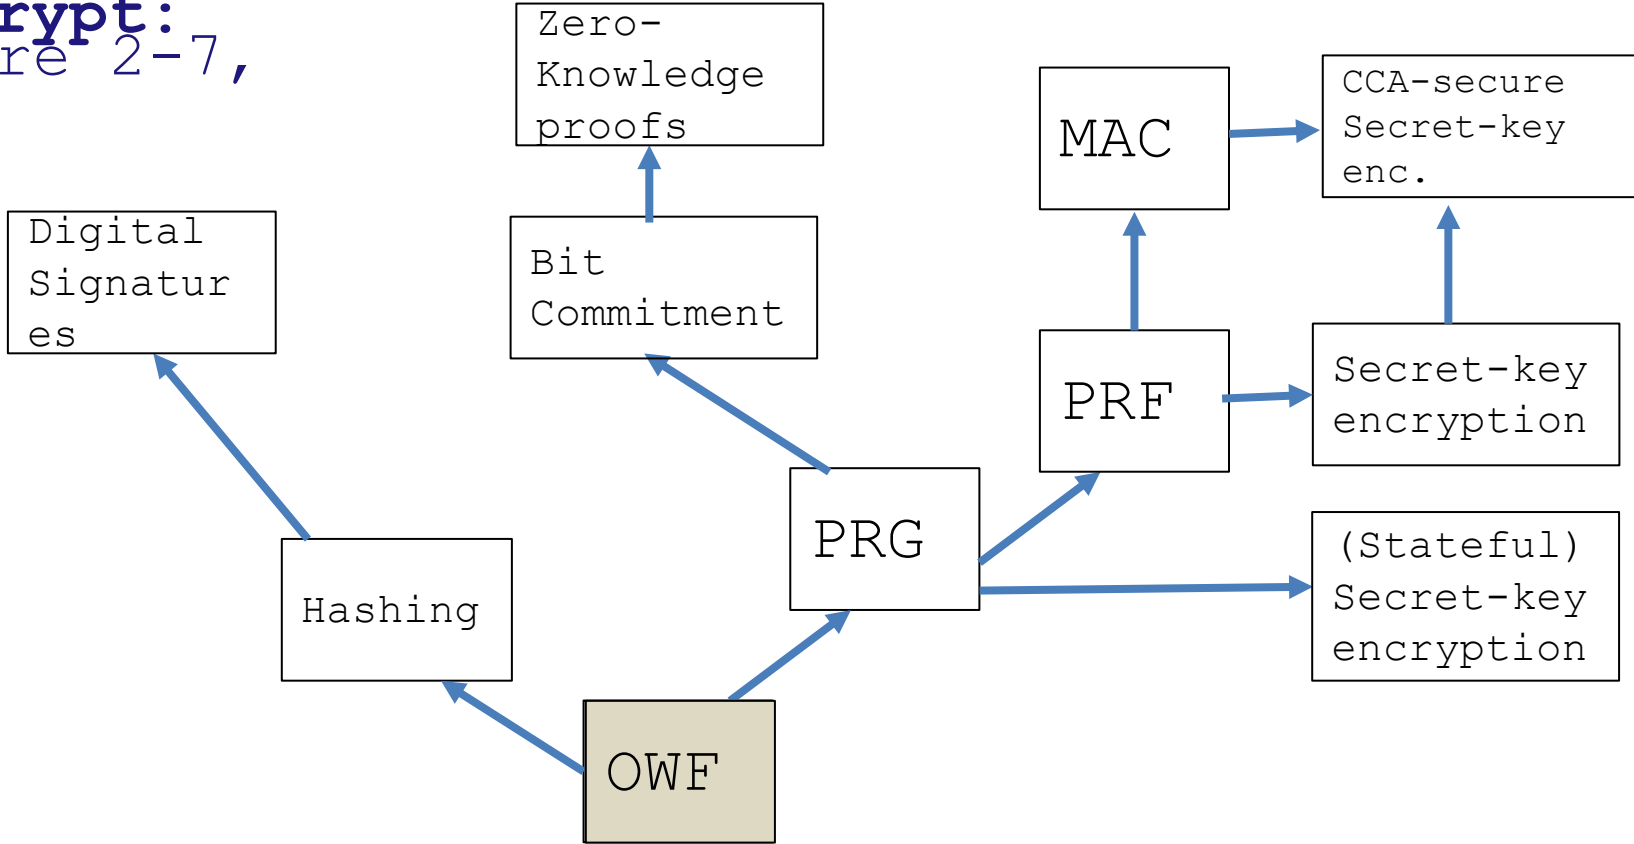 rypt:
re 2-7,
Zero-
Knowledge
proofs
MAC
CCA-secure
Secret-key
enc.
Digital
Signatur
es
Bit
Commitment
PRF
Secret-key
encryption
PRG
(Stateful)
Secret-key
encryption
Hashing
OWF